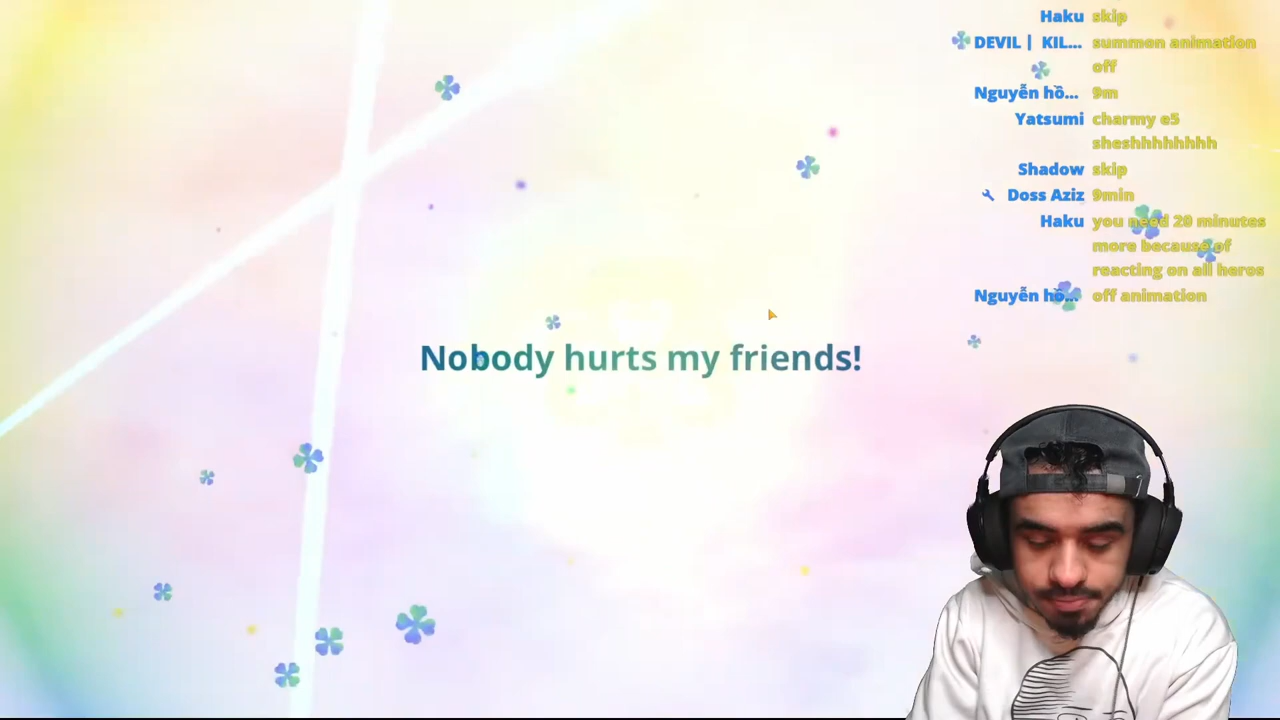 Haku skip
DEVIL | KIL... summon animation
off
Nguyễn hồ... 9m
Yatsumi charmy e5
sheshhhhhhhh
Shadow skip
Doss Aziz 9min
Haku you need 20 minutes
more because of
reacting on all heros
Nguyễn hồ... off animation
Nobody hurts my friends!